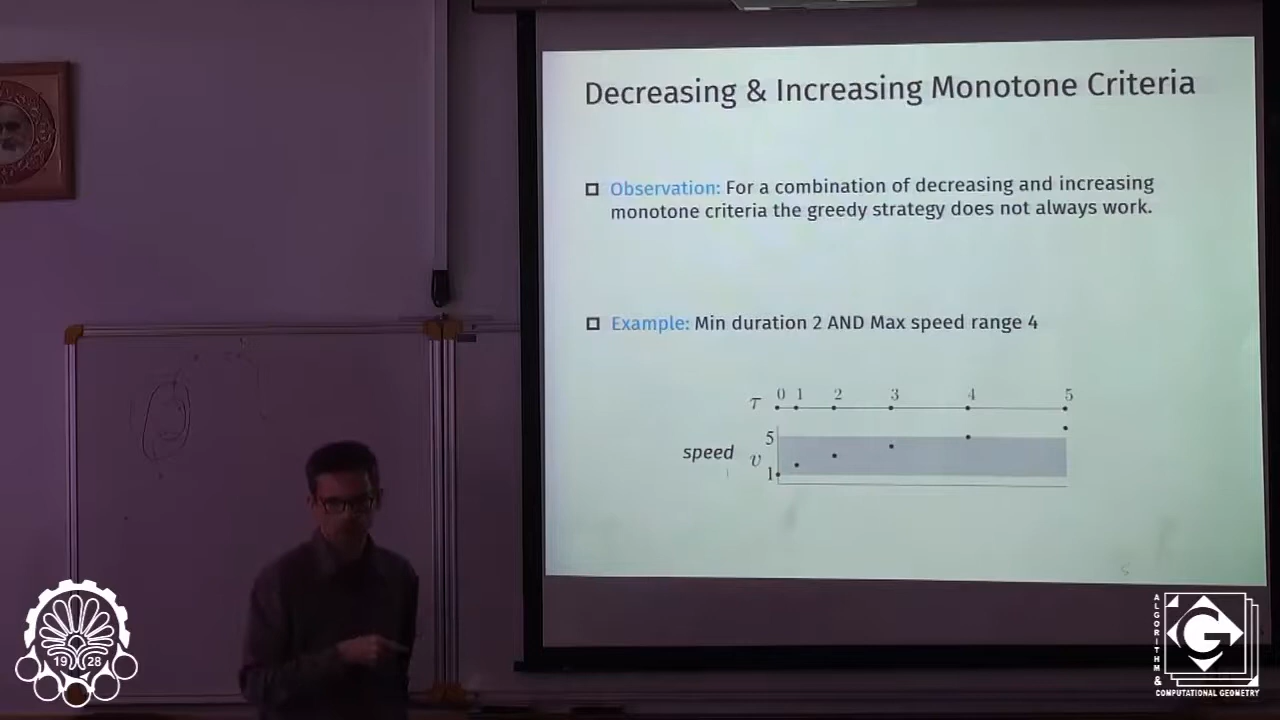 Decreasing & Increasing Monotone Criteria
Observation: For a combination of decreasing and increasing
monotone criteria the greedy strategy does not always work.
Example: Min duration 2 AND Max speed range 4
τ 0 1 2 3 4 5
5
speed v
1
19 28
ALGORITHM
&
COMPUTATIONAL GEOMETRY
G